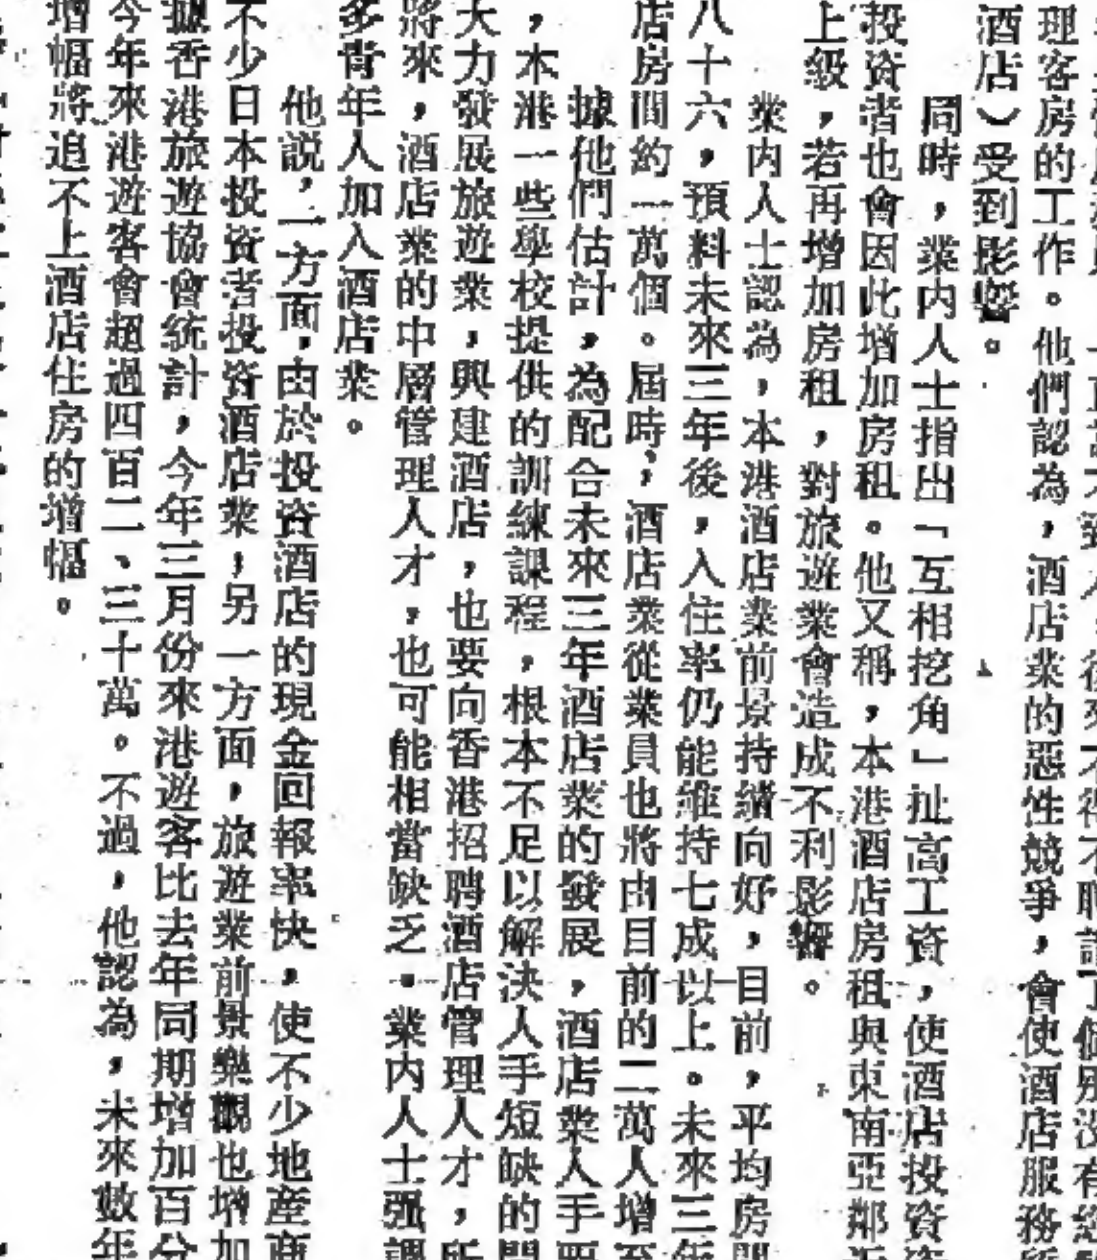 理客房的工作。他們認為，酒店業的惡性競爭，會使酒店服務
酒店）受到影響。
同時，業內人士指出「互相挖角」扯高工資，使酒店投資
投資者也會因此增加房租。他又稱，本港酒店房租與東南亞鄰
上級，若再增加房租，對旅遊業會造成不利影響。
業內人士認為，本港酒店業前景持續向好，目前，平均房
八十六，預料未來三年後，入住率仍能維持七成以上。未來三年
店房間約一萬個。屆時，酒店業從業員也將由目前的二萬人增至
據他們估計，為配合未來三年酒店業的發展，酒店業人手要
，本港一些學校提供的訓練課程，根本不足以解決人手短缺的問
大力發展旅遊業，興建酒店，也要向香港招聘酒店管理人才，所
將來，酒店業的中層管理人才，也可能相當缺乏。業內人士強調
多青年人加入酒店業。
他說，一方面，由於投資酒店的現金回報率快，使不少地產商
不少日本投資者投資酒店業，另一方面，旅遊業前景樂觀也增加
據香港旅遊協會統計，今年三月份來港遊客比去年同期增加百分
今年來港遊客會超過四百二、三十萬。不過，他認為，未來數年
增幅將追不上酒店住房的增幅。